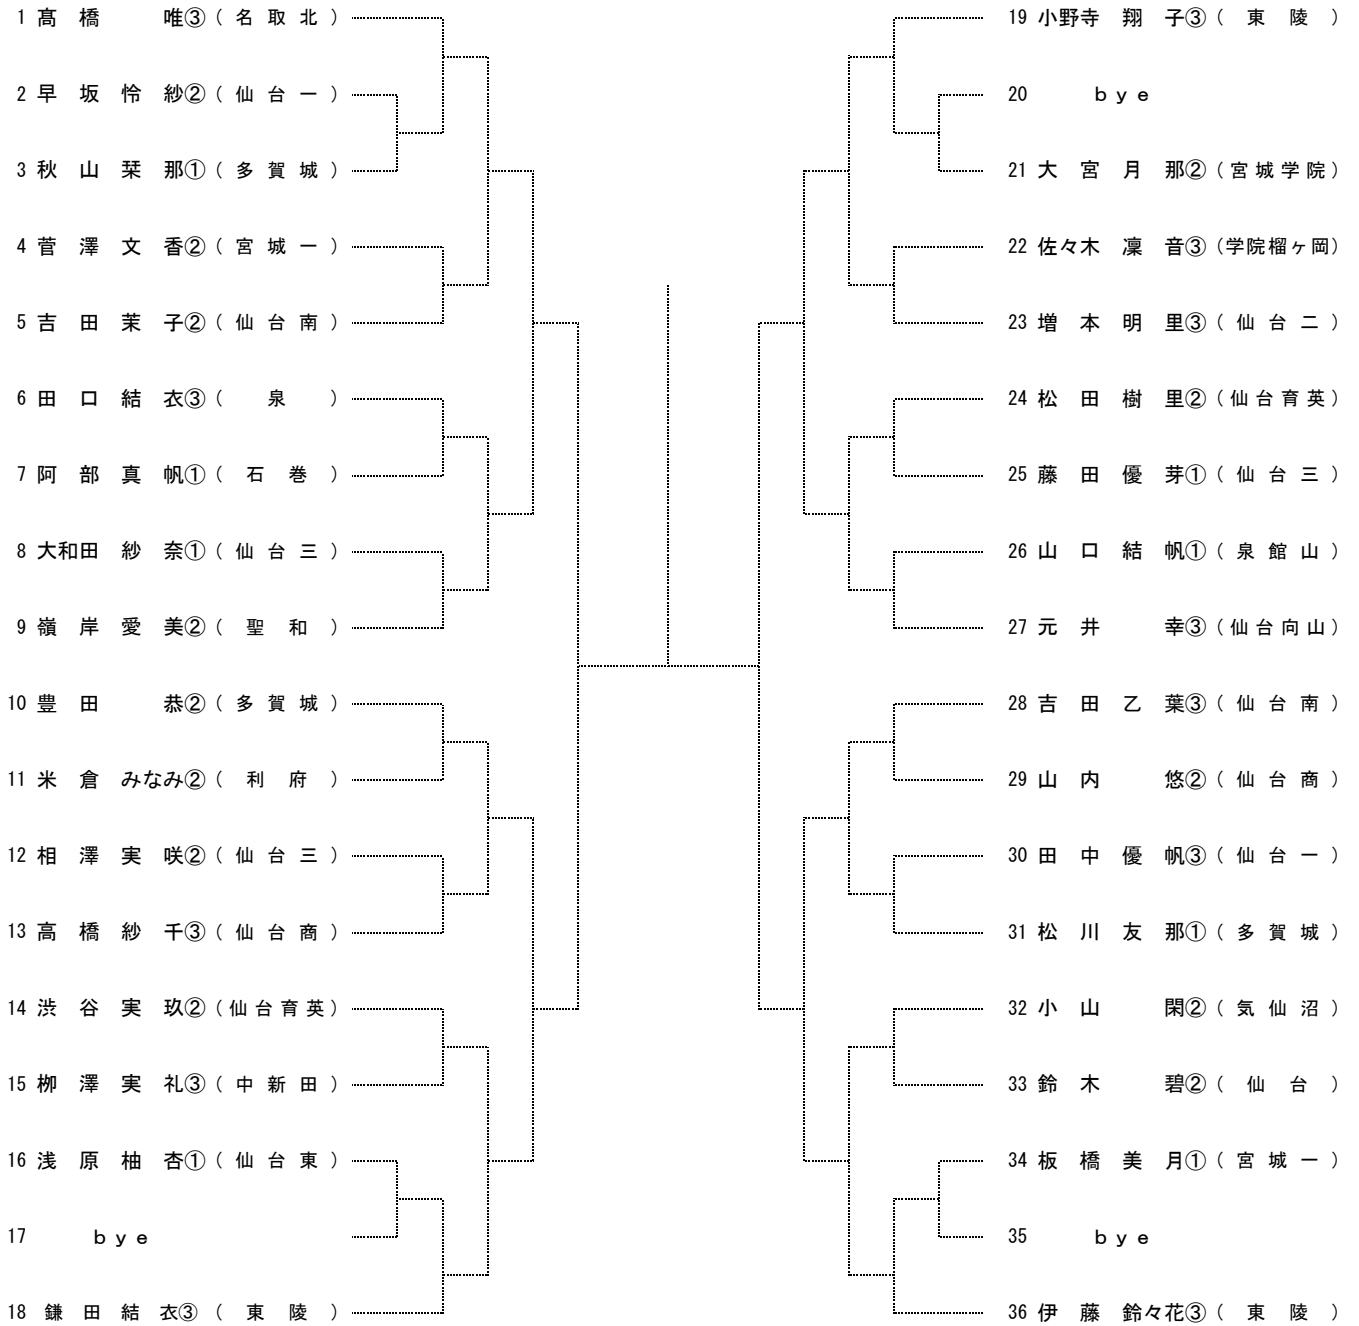 1 髙橋 唯③（名取北）
2 早坂怜紗②（仙台一）
3 秋山栞那①（多賀城）
4 菅澤文香②（宮城一）
5 吉田茉子②（仙台南）
6 田口結衣③（泉）
7 阿部真帆①（石巻）
8 大和田紗奈①（仙台三）
9 嶺岸愛美②（聖和）
10 豊田 恭②（多賀城）
11 米倉みなみ②（利府）
12 相澤実咲②（仙台三）
13 高橋紗千③（仙台商）
14 渋谷実玖②（仙台育英）
15 栁澤実礼③（中新田）
16 浅原柚杏①（仙台東）
17 ｂｙｅ
18 鎌田結衣③（東陵）
19 小野寺翔子③（東陵）
20 ｂｙｅ
21 大宮月那②（宮城学院）
22 佐々木凜音③（学院榴ヶ岡）
23 増本明里③（仙台二）
24 松田樹里②（仙台育英）
25 藤田優芽①（仙台三）
26 山口結帆①（泉館山）
27 元井 幸③（仙台向山）
28 吉田乙葉③（仙台南）
29 山内 悠②（仙台商）
30 田中優帆③（仙台一）
31 松川友那①（多賀城）
32 小山 閑②（気仙沼）
33 鈴木 碧②（仙台）
34 板橋美月①（宮城一）
35 ｂｙｅ
36 伊藤鈴々花③（東陵）